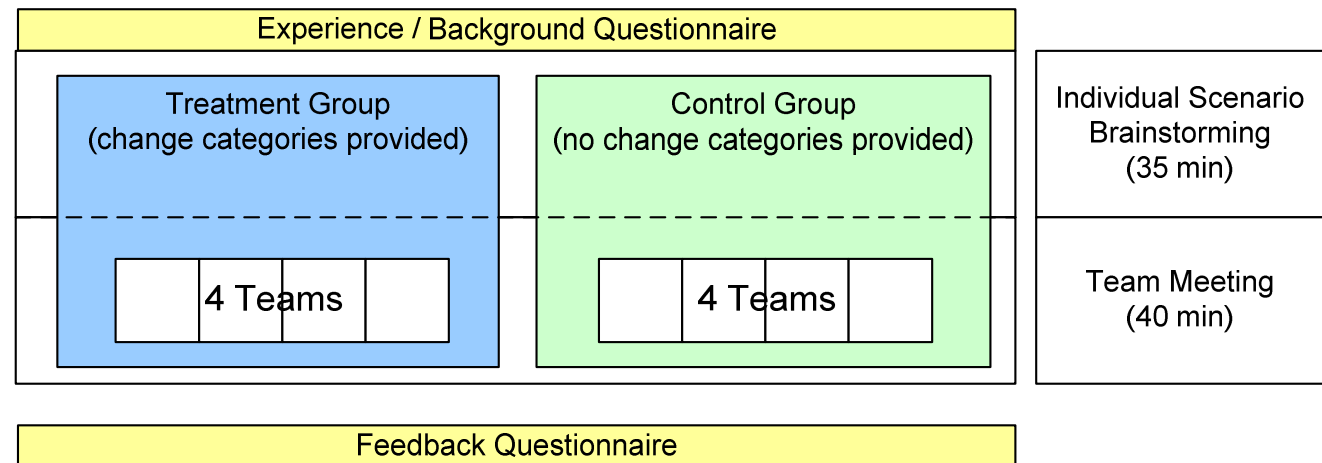 Experience / Background Questionnaire
Treatment Group
(change categories provided)
Control Group
(no change categories provided)
Individual Scenario
Brainstorming
(35 min)
4 Teams
4 Teams
Team Meeting
(40 min)
Feedback Questionnaire